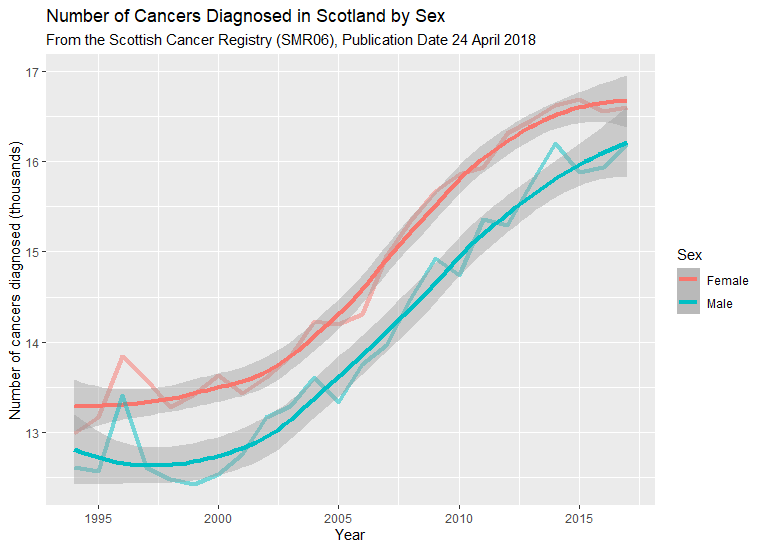 Number of Cancers Diagnosed in Scotland by Sex
From the Scottish Cancer Registry (SMR06), Publication Date 24 April 2018
Number of cancers diagnosed (thousands)
17
16
15
14
13
1995
2000
2005
2010
2015
Year
Sex
Female
Male